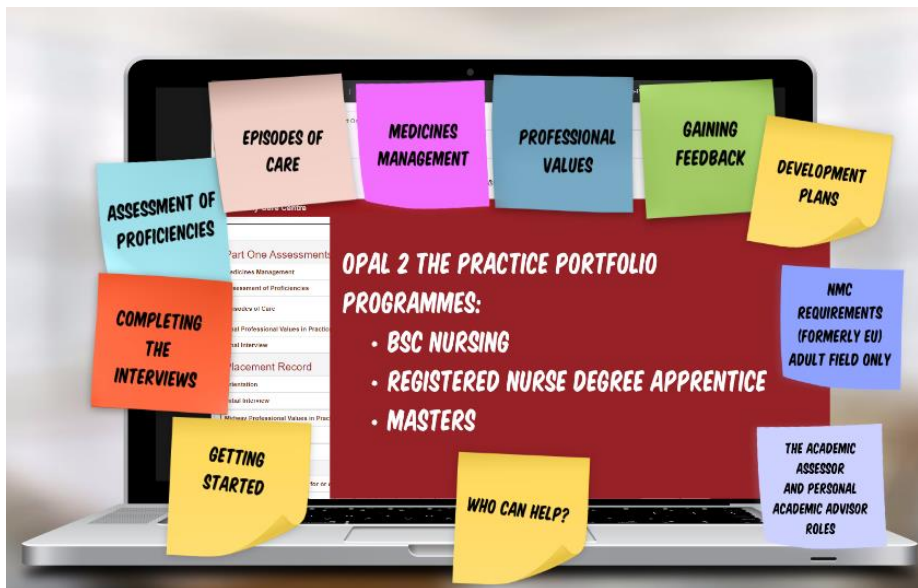 EPISODES OF
CARE
MEDICINES
MANAGEMENT
PROFESSIONAL
VALUES
GAINING
FEEDBACK
DEVELOPMENT
PLANS
ASSESSMENT OF
PROFICIENCIES
COMPLETING
THE
INTERVIEWS
GETTING
STARTED
WHO CAN HELP?
NMC
REQUIREMENTS
(FORMERLY EU)
ADULT FIELD ONLY
THE ACADEMIC
ASSESSOR
AND PERSONAL
ACADEMIC ADVISOR
ROLES
OPAL 2 THE PRACTICE PORTFOLIO
PROGRAMMES:
• BSC NURSING
• REGISTERED NURSE DEGREE APPRENTICE
• MASTERS
Centre
Part One Assessments
Medicines Management
Assessment of Proficiencies
Episodes of Care
Professional Values in Practice
Interview
Placement Record
Orientation
Initial Interview
Midway Professional Values in Prac